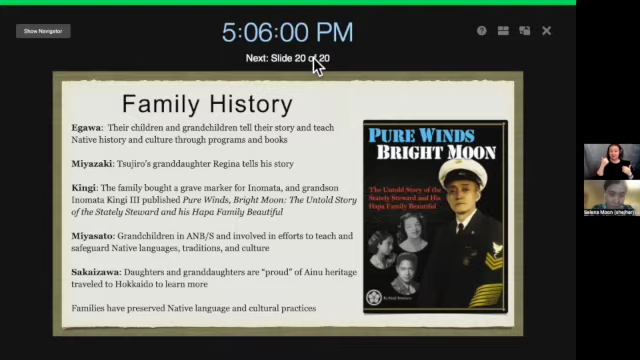 Show Navigator
5:06:00 PM
Next: Slide 20 of 20
Family History
Egawa: Their children and grandchildren tell their story and teach
Native history and culture through programs and books
Miyazaki: Tsujiro's granddaughter Regina tells his story
Kingi: The family bought a grave marker for Inomata, and grandson
Inomata Kingi III published Pure Winds, Bright Moon: The Untold Story
of the Stately Steward and his Hapa Family Beautiful
Miyasato: Grandchildren in ANB/S and involved in efforts to teach and
safeguard Native languages, traditions, and culture
Sakaizawa: Daughters and granddaughters are "proud" of Ainu heritage
traveled to Hokkaido to learn more
Families have preserved Native language and cultural practices
PURE WINDS
BRIGHT MOON
The Untold Story of the
Stately Steward and His
Hapa Family Beautiful
Selena Moon (she/her)